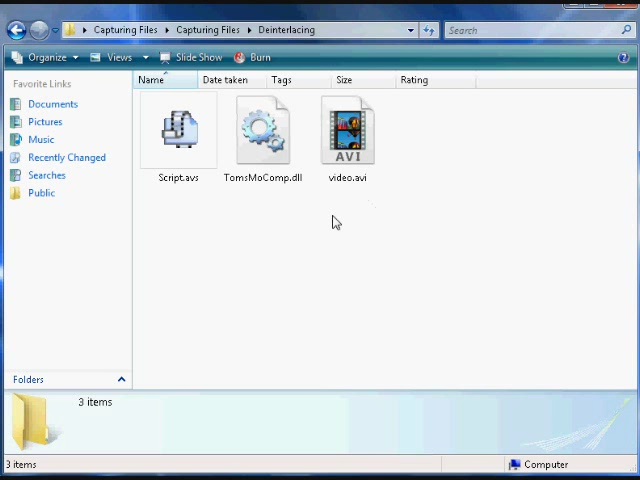 Capturing Files Capturing Files Deinterlacing Search
Organize Views Slide Show Burn
Favorite Links
Documents
Pictures
Music
Recently Changed
Searches
Public
Folders
Name Date taken Tags Size Rating
Script.avs TomsMoComp.dll AVI video.avi
3 items
3 items Computer